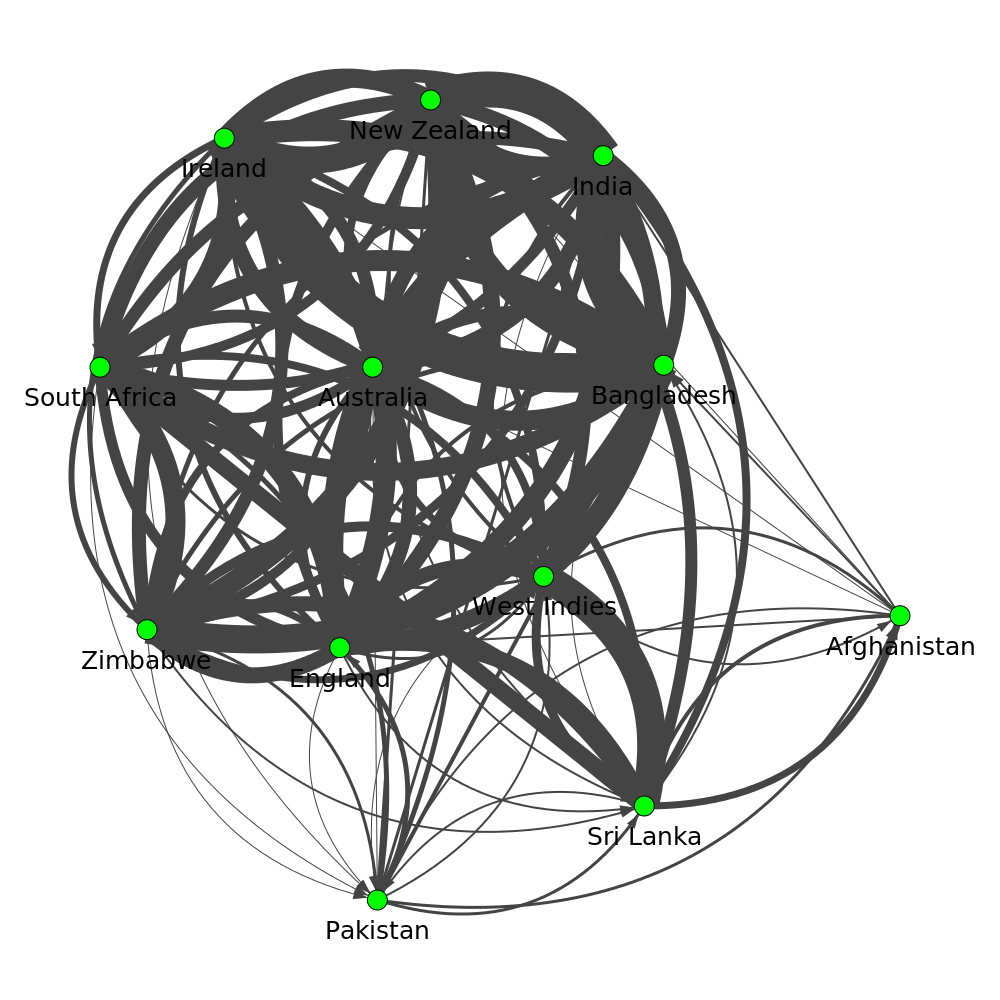 New Zealand
Ireland
India
South Africa
Australia
Bangladesh
West Indies
Afghanistan
Zimbabwe
England
Sri Lanka
Pakistan